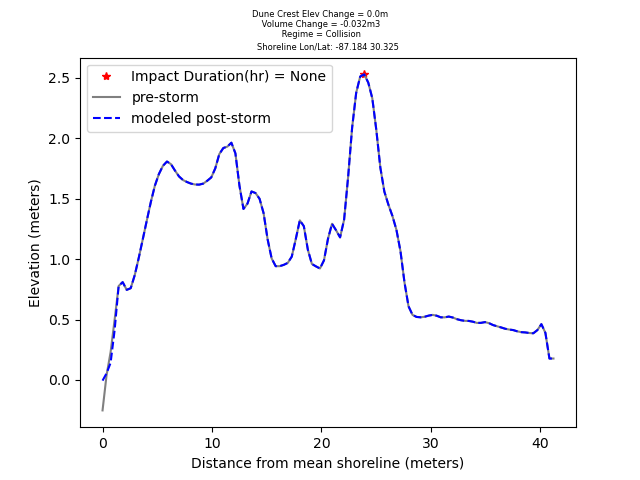 Dune Crest Elev Change = 0.0m
Volume Change = -0.032m3
Regime = Collision
Shoreline Lon/Lat: -87.184 30.325
Impact Duration(hr) = None
pre-storm
modeled post-storm
2.5
2.0
1.5
1.0
0.5
0.0
Elevation (meters)
0 10 20 30 40
Distance from mean shoreline (meters)